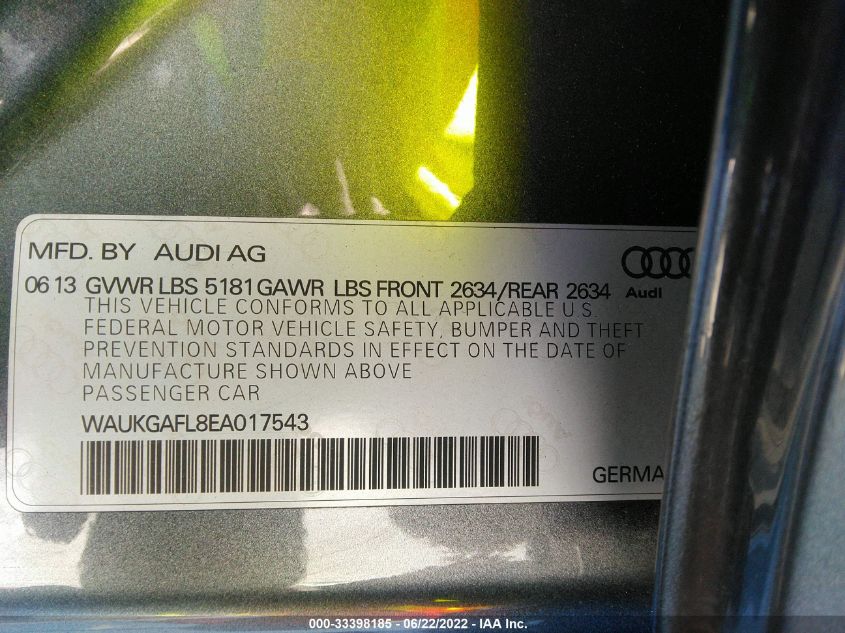 MFD. BY AUDI AG
06 13 GVWR LBS 5181 GAWR LBS FRONT 2634/REAR 2634
Audi
THIS VEHICLE CONFORMS TO ALL APPLICABLE U.S.
FEDERAL MOTOR VEHICLE SAFETY, BUMPER AND THEFT
PREVENTION STANDARDS IN EFFECT ON THE DATE OF
MANUFACTURE SHOWN ABOVE
PASSENGER CAR
WAUKGAFL8EA017543
GERMA
000-33398185 - 06/22/2022 - IAA Inc.